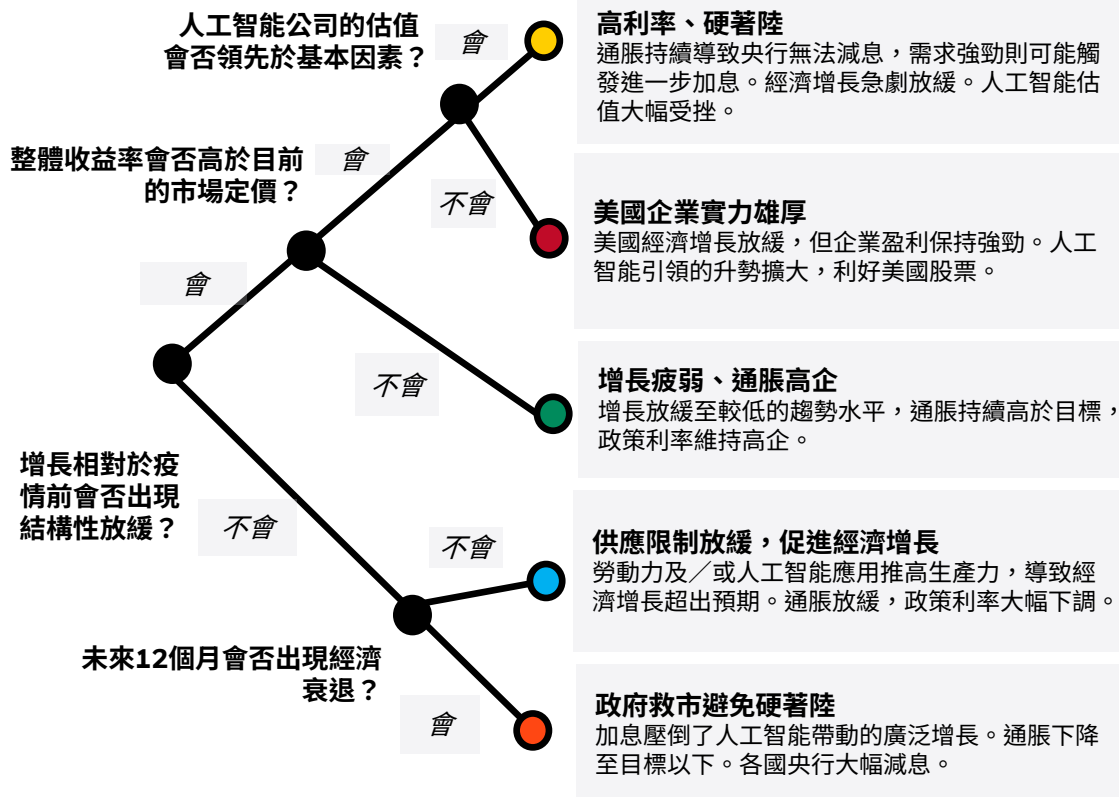 人工智能公司的估值
會否領先於基本因素？
會
高利率、硬著陸
通脹持續導致央行無法減息，需求強勁則可能觸
發進一步加息。經濟增長急劇放緩。人工智能估
值大幅受挫。
整體收益率會否高於目前
的市場定價？
會
不會
美國企業實力雄厚
美國經濟增長放緩，但企業盈利保持強勁。人工
智能引領的升勢擴大，利好美國股票。
會
不會
增長疲弱、通脹高企
增長放緩至較低的趨勢水平，通脹持續高於目標，
政策利率維持高企。
增長相對於疫
情前會否出現
結構性放緩？
不會
不會
供應限制放緩，促進經濟增長
勞動力及／或人工智能應用推高生產力，導致經
濟增長超出預期。通脹放緩，政策利率大幅下調。
未來12個月會否出現經濟
衰退？
會
政府救市避免硬著陸
加息壓倒了人工智能帶動的廣泛增長。通脹下降
至目標以下。各國央行大幅減息。